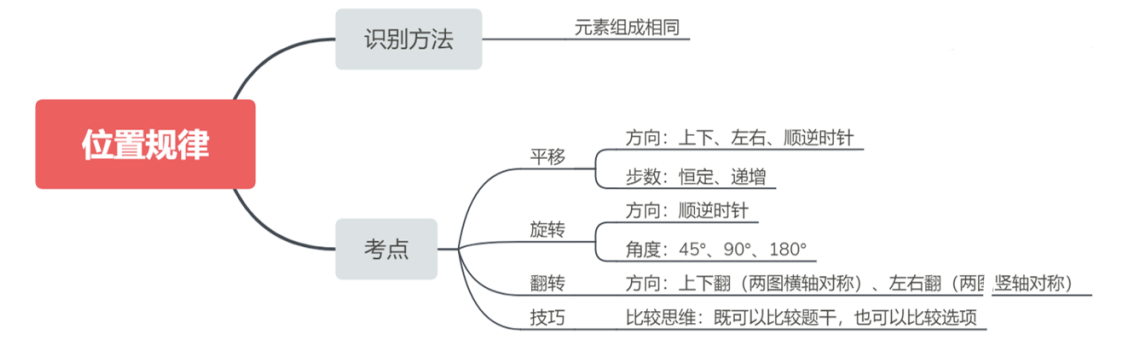 识别方法
元素组成相同
位置规律
考点
平移
方向：上下、左右、顺逆时针
步数：恒定、递增
旋转
方向：顺逆时针
角度：45°、90°、180°
翻转
方向：上下翻（两图横轴对称）、左右翻（两图竖轴对称）
技巧
比较思维：既可以比较题干，也可以比较选项